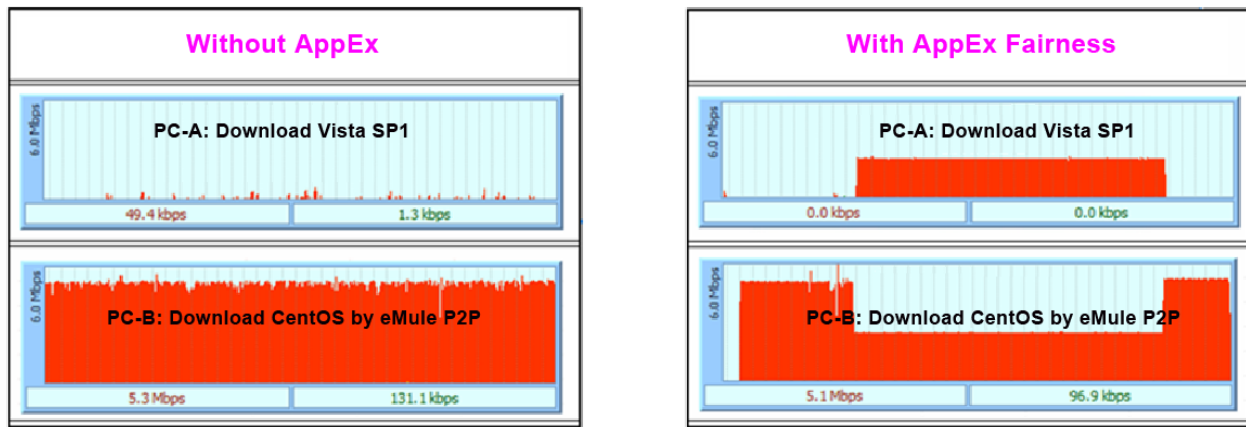 Without AppEx
6.0 Mbps
PC-A: Download Vista SP1
49.4 kbps
1.3 kbps
6.0 Mbps
PC-B: Download CentOS by eMule P2P
5.3 Mbps
131.1 kbps
With AppEx Fairness
6.0 Mbps
PC-A: Download Vista SP1
0.0 kbps
0.0 kbps
6.0 Mbps
PC-B: Download CentOS by eMule P2P
5.1 Mbps
96.9 kbps